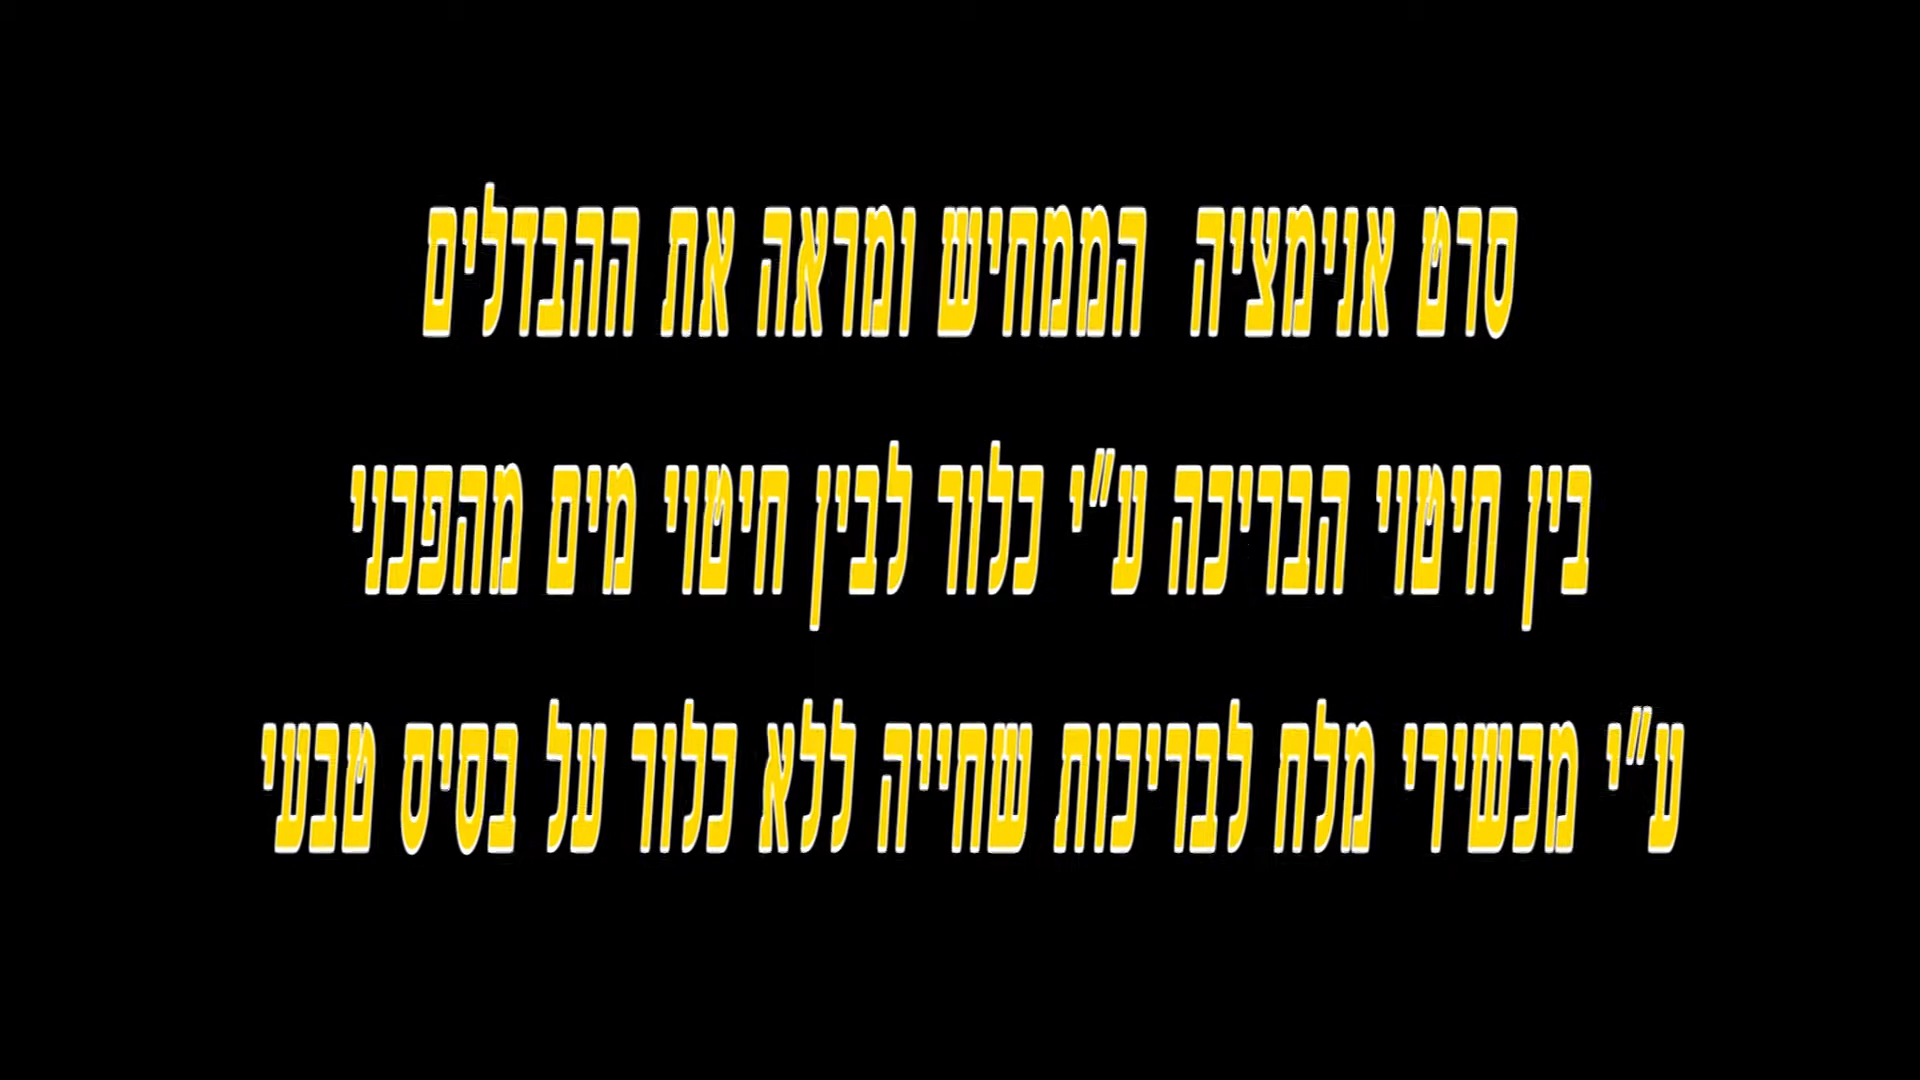 סרט אנימציה הממחיש ומראה את ההבדלים
בין חיטוי הבריכה ע"י כלור לבין חיטוי מים מהפכני
ע"י מכשירי מלח לבריכות שחייה ללא כלור על בסיס טבעי